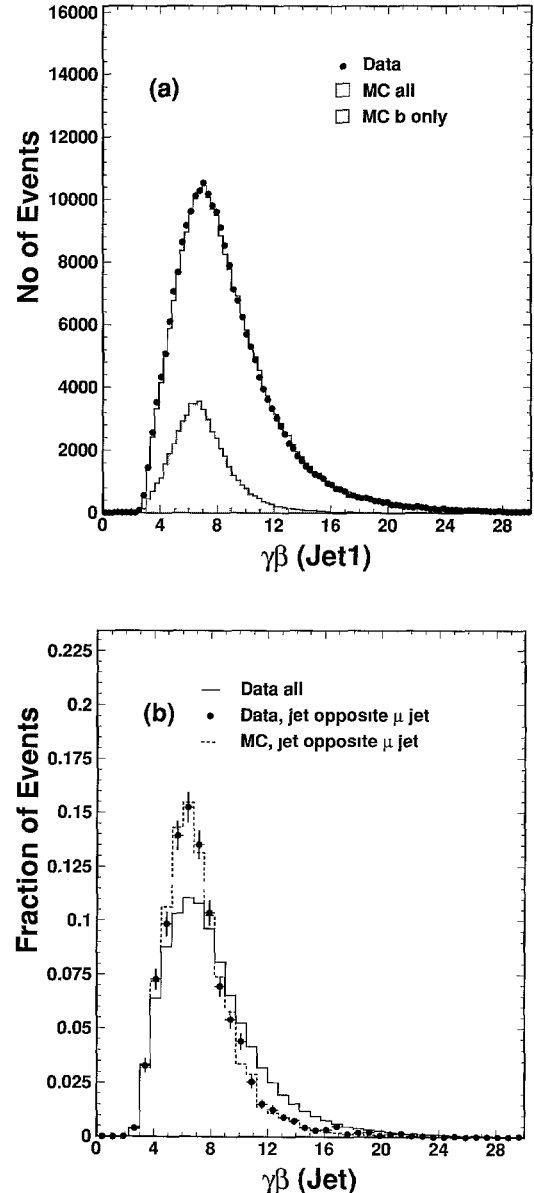 16000
14000
12000
10000
8000
6000
4000
2000
0
No of Events
(a)
Data
MC all
MC b only
0 4 8 12 16 20 24 28
γβ (Jet1)
0.225
0.2
0.175
0.15
0.125
0.1
0.075
0.05
0.025
0
Fraction of Events
(b)
Data all
Data, jet opposite μ jet
MC, jet opposite μ jet
0 4 8 12 16 20 24 28
γβ (Jet)